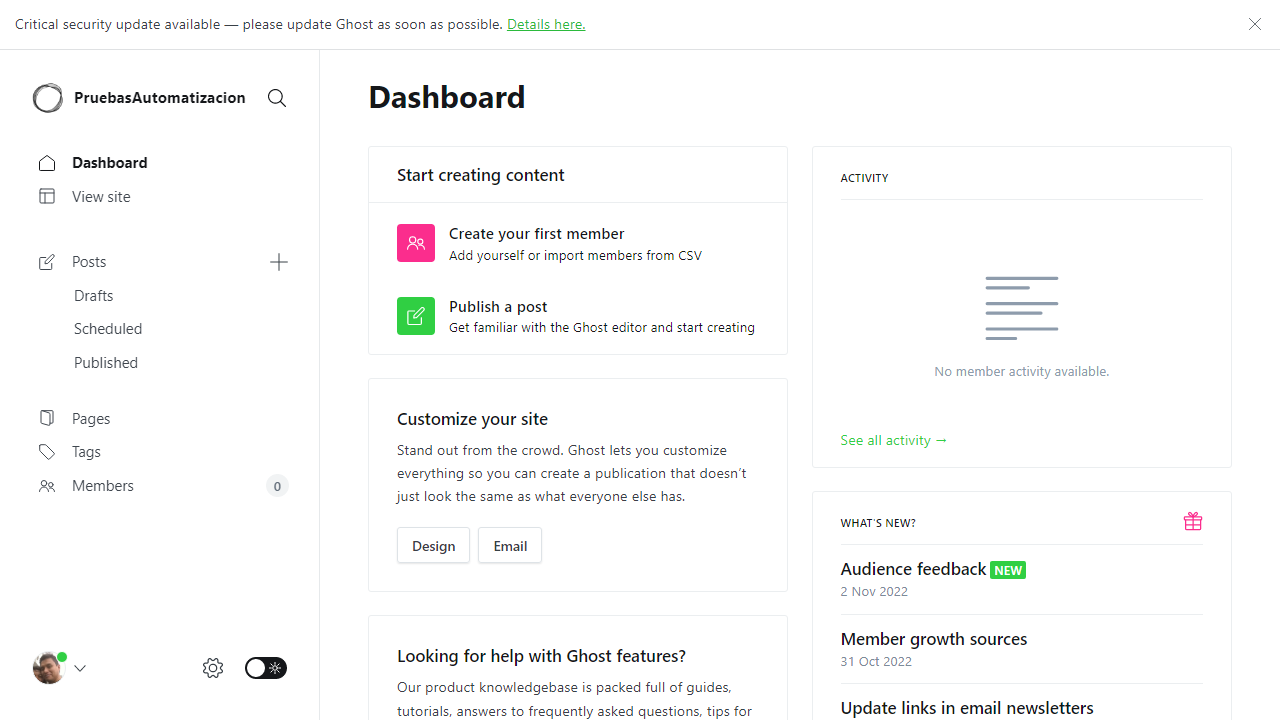 Critical security update available — please update Ghost as soon as possible. Details here.
PruebasAutomatizacion
Dashboard
View site
Posts
Drafts
Scheduled
Published
Pages
Tags
Members
0
Dashboard
Start creating content
Create your first member
Add yourself or import members from CSV
Publish a post
Get familiar with the Ghost editor and start creating
Customize your site
Stand out from the crowd. Ghost lets you customize
everything so you can create a publication that doesn’t
just look the same as what everyone else has.
Design
Email
Looking for help with Ghost features?
Our product knowledgebase is packed full of guides,
tutorials, answers to frequently asked questions, tips for
ACTIVITY
No member activity available.
See all activity →
WHAT’S NEW?
Audience feedback NEW
2 Nov 2022
Member growth sources
31 Oct 2022
Update links in email newsletters